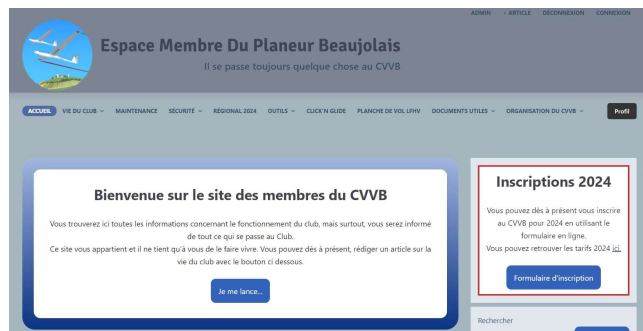 ADMIN + ARTICLE DÉCONNEXION CONNEXION
Espace Membre Du Planeur Beaujolais
Il se passe toujours quelque chose au CVVB
ACCUEIL VIE DU CLUB MAINTENANCE SÉCURITÉ RÉGIONAL 2024 OUTILS CLICK'N GLIDE PLANCHE DE VOL LFHV DOCUMENTS UTILES ORGANISATION DU CVVB Profil
Bienvenue sur le site des membres du CVVB
Vous trouverez ici toutes les informations concernant le fonctionnement du club, mais surtout, vous serez informé
de tout ce qui se passe au Club.
Ce site vous appartient et il ne tient qu'à vous de le faire vivre. Vous pouvez dès à présent, rédiger un article sur la
vie du club avec le bouton ci dessous.
Je me lance...
Inscriptions 2024
Vous pouvez dès à présent vous inscrire
au CVVB pour 2024 en utilisant le
formulaire en ligne.
Vous pouvez retrouver les tarifs 2024 ici.
Formulaire d'inscription
Rechercher